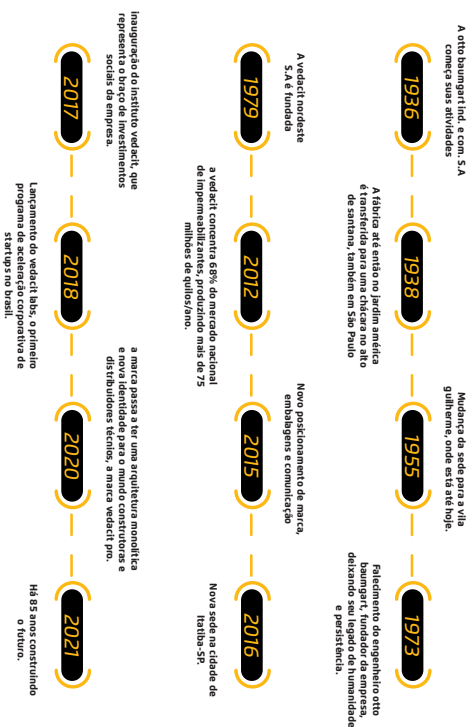 A otto baumgart ind. e com. S.A
começa suas atividades
1936
1938
A fábrica até então no jardim américa
é transferida para uma chácara no alto
de santana, também em São Paulo
Mudança da sede para a vila
guilherme, onde está até hoje.
1955
1973
Falecimento do engenheiro otto
baumgart, fundador da empresa,
deixando seu legado de humanidade
e persistência.
A vedacit nordeste
S.A é fundada
1979
2012
a vedacit concentra 68% do mercado nacional
de impermeabilizantes, produzindo mais de 75
milhões de quilos/ano.
Novo posicionamento de marca,
embalagens e comunicação
2015
2016
Nova sede na cidade de
Itatiba-SP.
inauguração do instituto vedacit, que
representa o braço de investimentos
sociais da empresa.
2017
2018
Lançamento do vedacit labs, o primeiro
programa de aceleração corporativa de
startups no brasil.
a marca passa a ter uma arquitetura monolítica
e nova identidade para o mundo construtoras e
distribuidores técnios, a marca vedacit pro.
2020
2021
Há 85 anos construindo
o futuro.